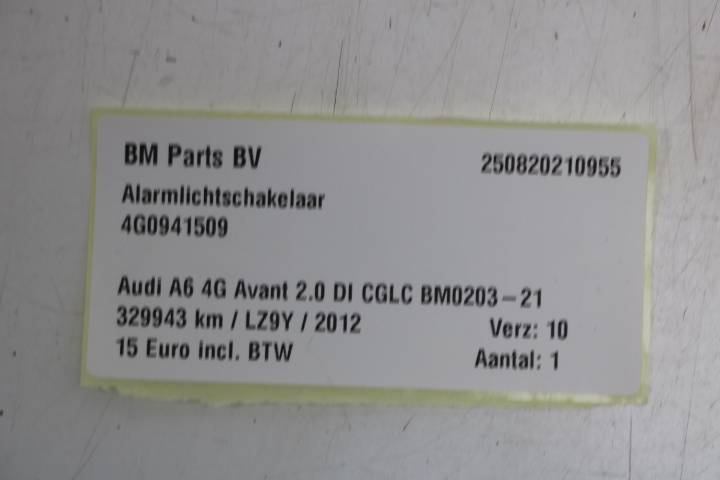 BM Parts BV 250820210955
Alarmlichtschakelaar
4G0941509
Audi A6 4G Avant 2.0 DI CGLC BM0203-21
329943 km / LZ9Y / 2012 Verz: 10
15 Euro incl. BTW Aantal: 1